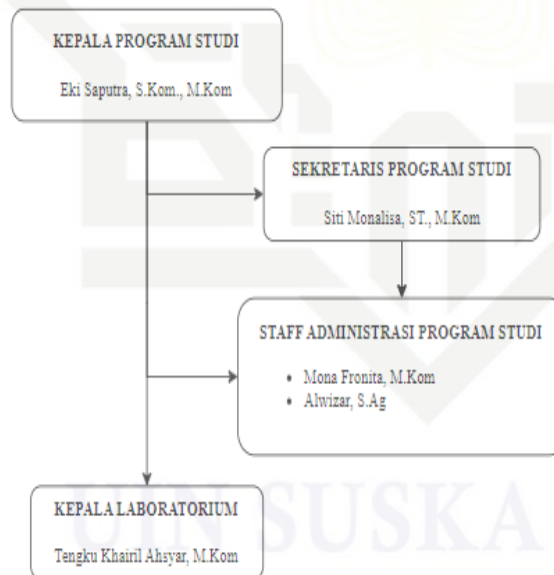 KEPALA PROGRAM STUDI
Eki Saputra, S.Kom., M.Kom
SEKRETARIS PROGRAM STUDI
Siti Monalisa, ST., M.Kom
STAFF ADMINISTRASI PROGRAM STUDI
• Mona Fronita, M.Kom
• Alwizar, S.Ag
KEPALA LABORATORIUM
UIN SUSKA
Tengku Khairil Ahsyar, M.Kom